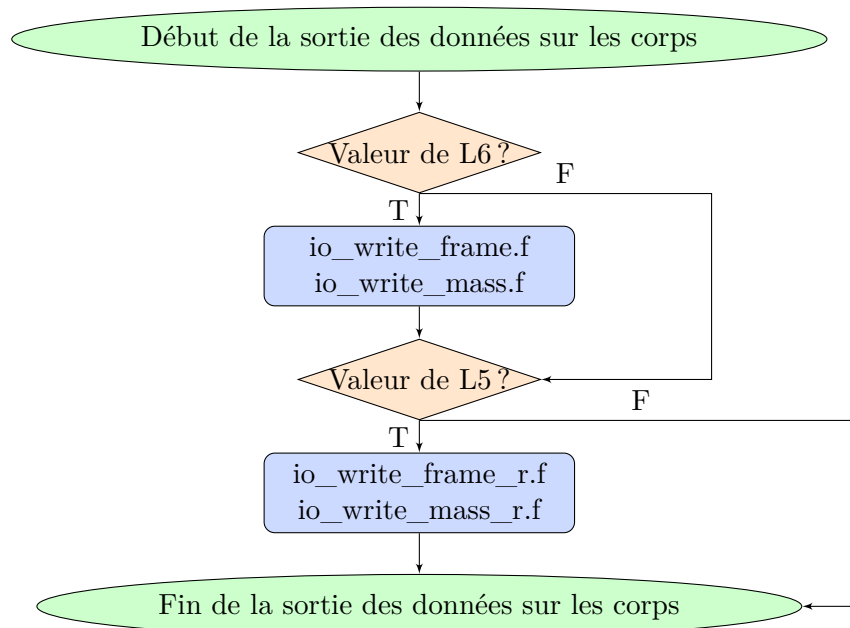 Début de la sortie des données sur les corps
Valeur de L6 ?
F
T
io_write_frame.f
io_write_mass.f
Valeur de L5 ?
F
T
io_write_frame_r.f
io_write_mass_r.f
Fin de la sortie des données sur les corps